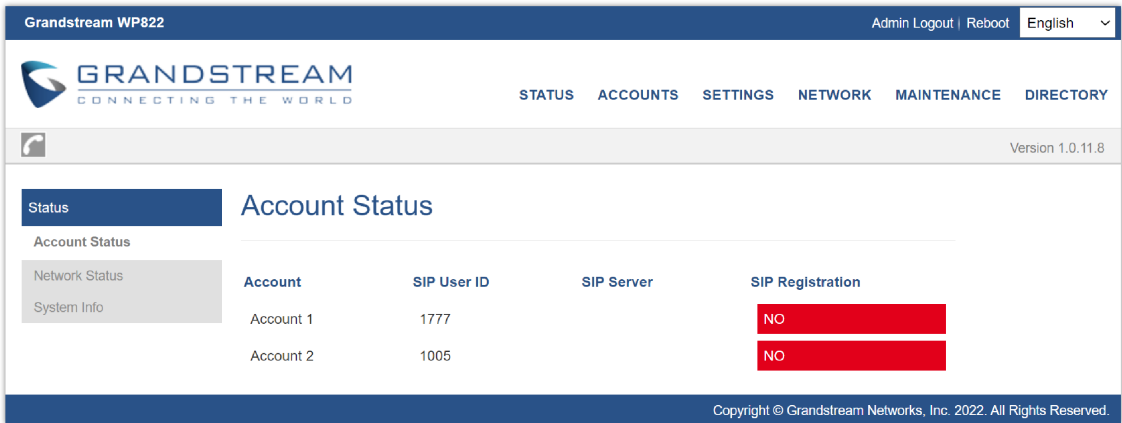 Grandstream WP822 Admin Logout | Reboot English
GRANDSTREAM
CONNECTING THE WORLD
STATUS ACCOUNTS SETTINGS NETWORK MAINTENANCE DIRECTORY
Version 1.0.11.8
Status
Account Status
Network Status
System Info
Account Status
Account SIP User ID SIP Server SIP Registration
Account 1 1777 NO
Account 2 1005 NO
Copyright © Grandstream Networks, Inc. 2022. All Rights Reserved.